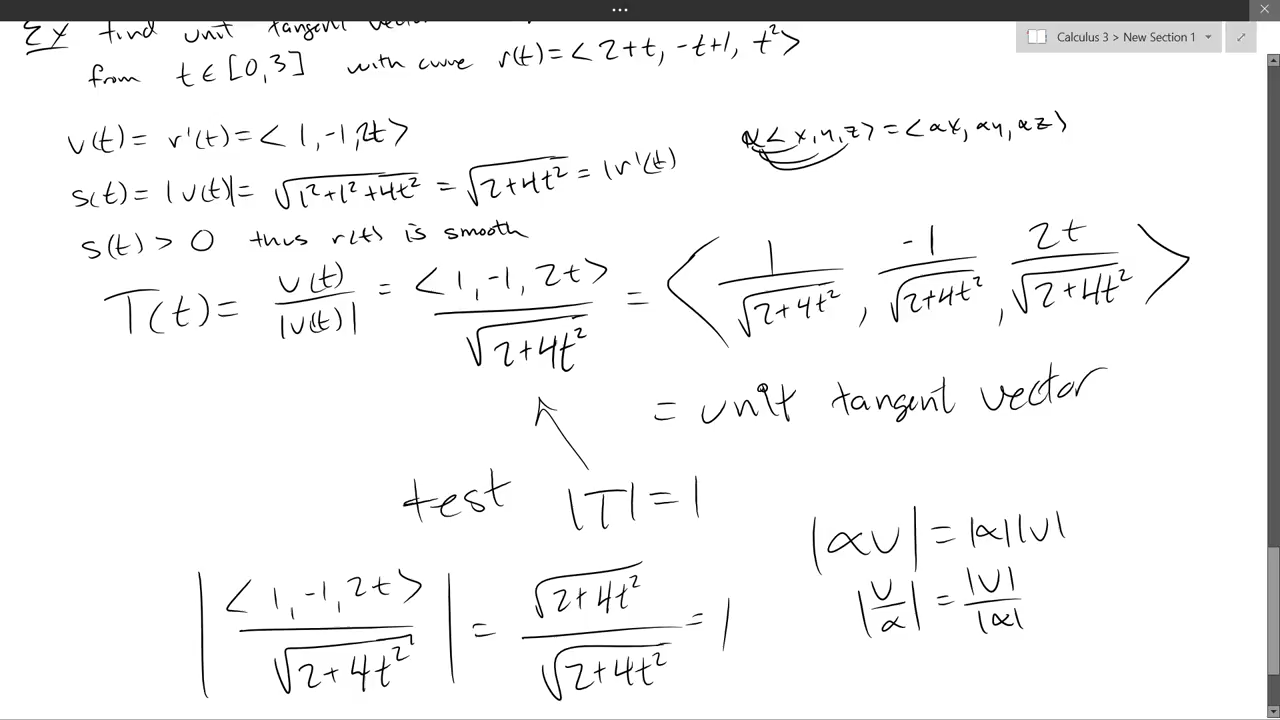 •••
Calculus 3 > New Section 1
Ex find unit tangent vector
from t ∈ [0,3] with curve r(t) = < 2+t, -t+1, t² >
v(t) = r'(t) = < 1, -1, 2t >
α< x, y, z > = < αx, αy, αz >
s(t) = |v(t)| = √(1²+1²+4t²) = √(2+4t²) = |r'(t)
s(t) > 0 thus r(t) is smooth
T(t) = v(t)/|v(t)| = < 1, -1, 2t >/√(2+4t²) = < 1/√(2+4t²), -1/√(2+4t²), 2t/√(2+4t²) >
= unit tangent vector
test |T| = 1
|αv| = |α||v|
|v/α| = |v|/|α|
|< 1, -1, 2t >/√(2+4t²)| = √(2+4t²)/√(2+4t²) = 1